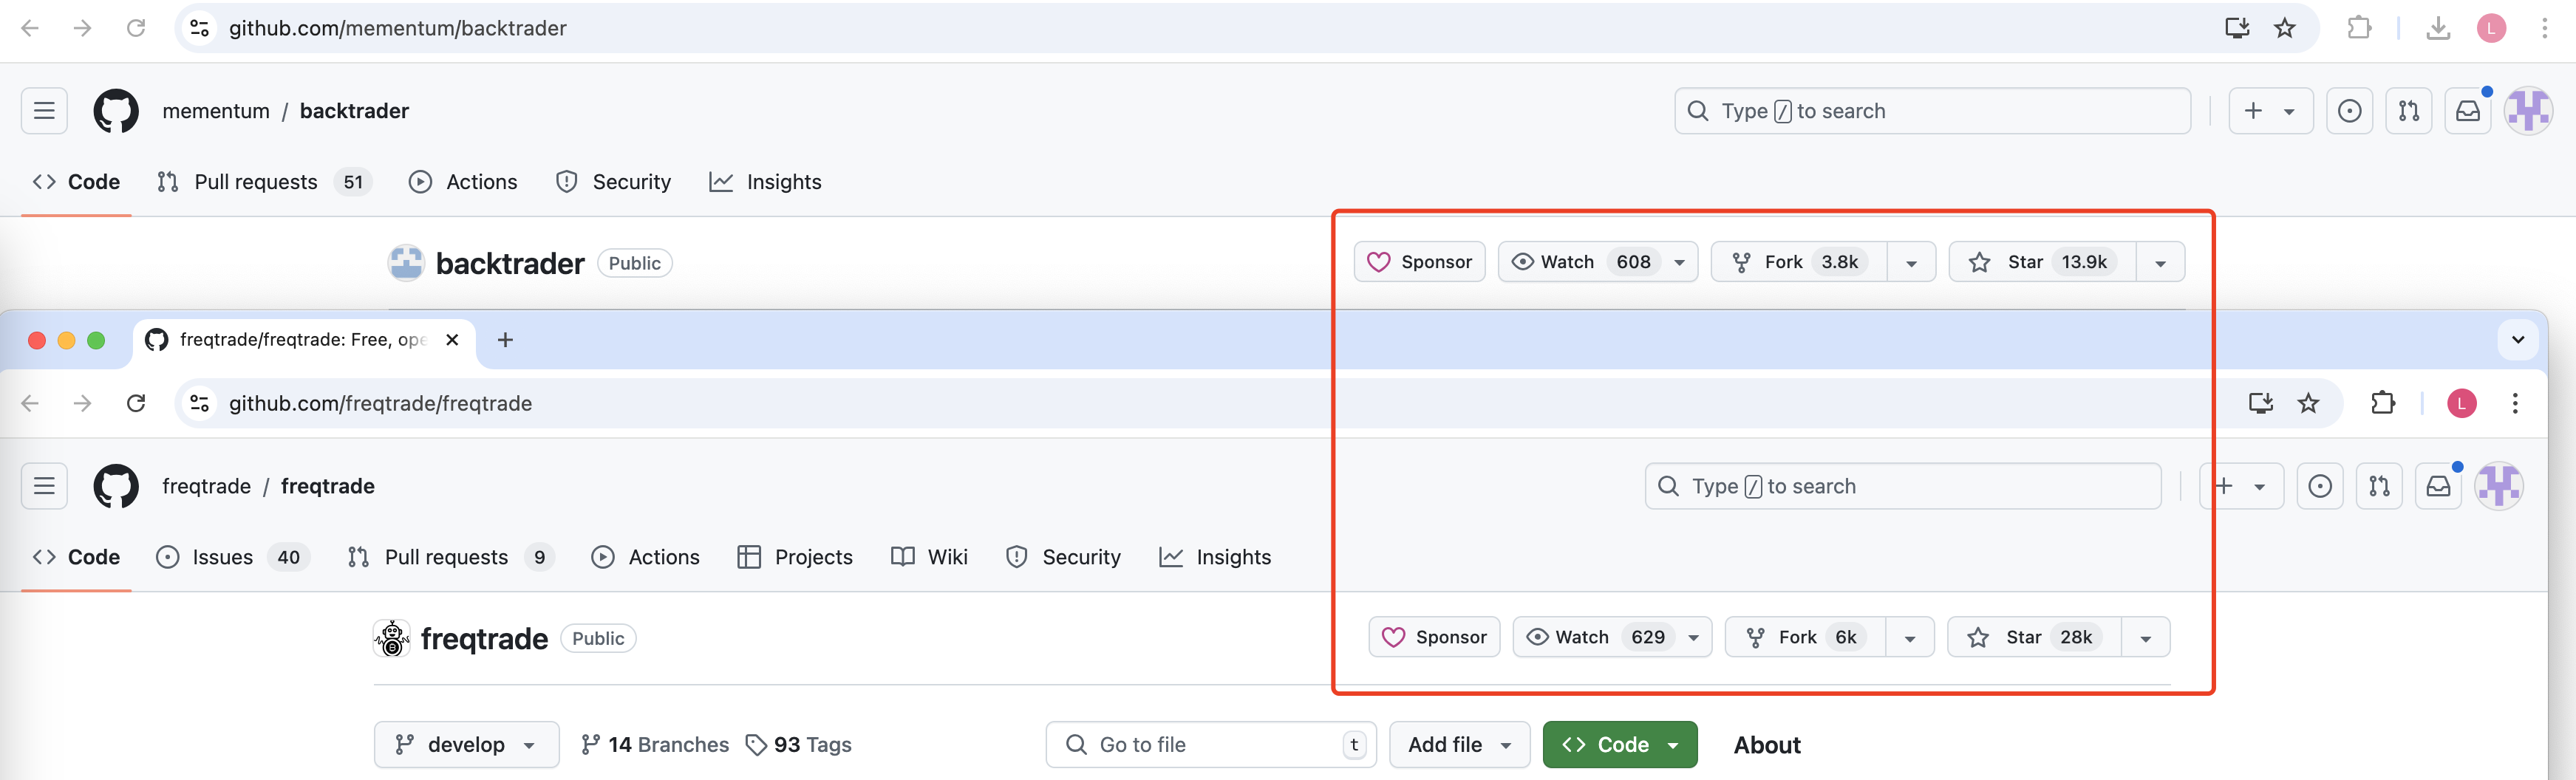 github.com/mementum/backtrader
L
mementum / backtrader
Type / to search
Code Pull requests 51 Actions Security Insights
backtrader Public Sponsor Watch 608 Fork 3.8k Star 13.9k
freqtrade/freqtrade: Free, ope
github.com/freqtrade/freqtrade
L
freqtrade / freqtrade
Type / to search
Code Issues 40 Pull requests 9 Actions Projects Wiki Security Insights
freqtrade Public Sponsor Watch 629 Fork 6k Star 28k
develop 14 Branches 93 Tags Go to file t Add file Code About